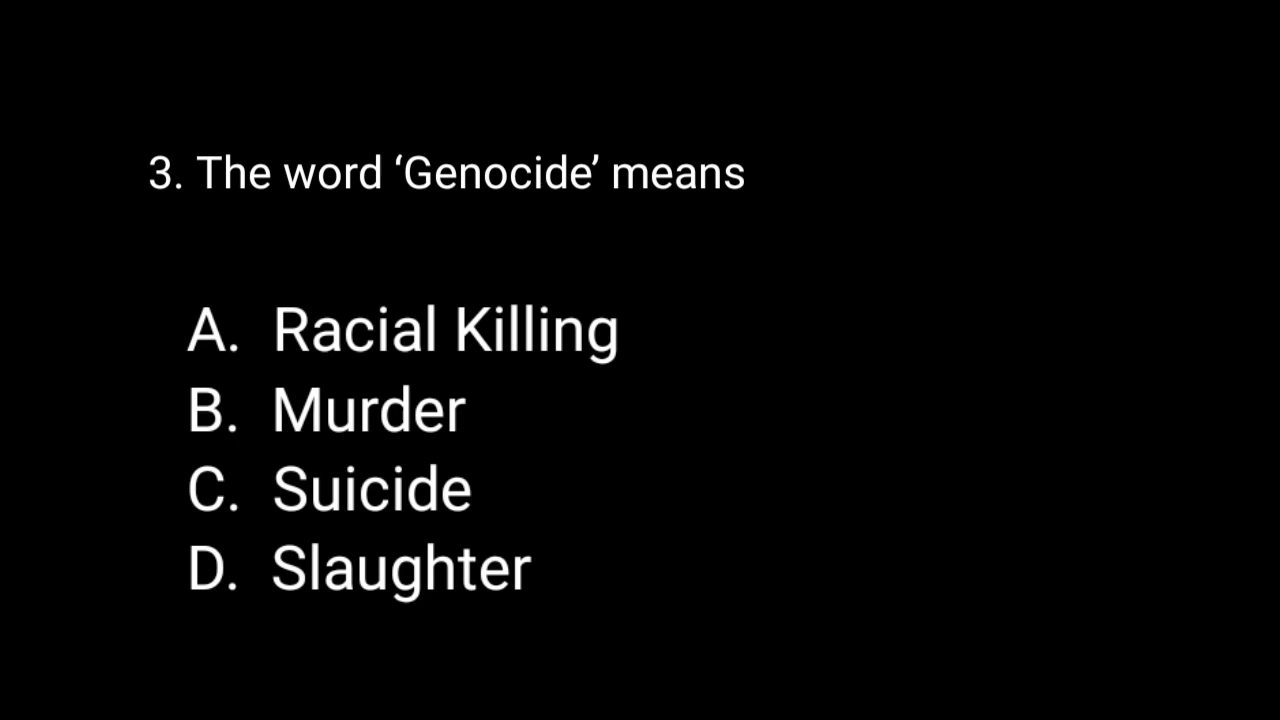 3. The word ‘Genocide’ means
A. Racial Killing
B. Murder
C. Suicide
D. Slaughter